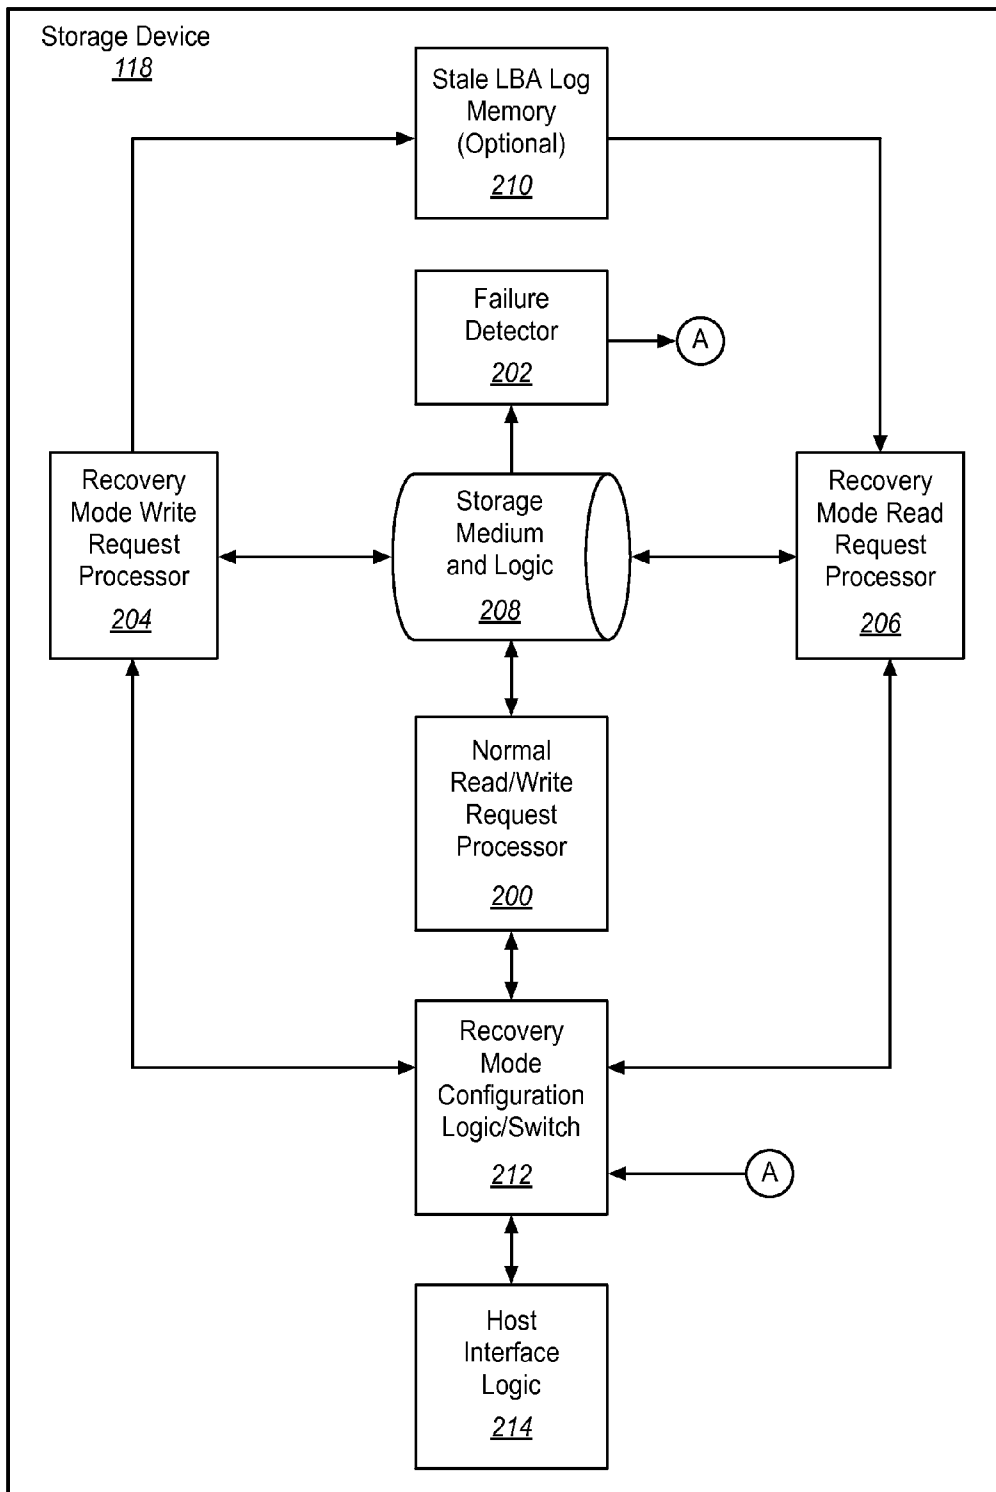 Storage Device
118
Stale LBA Log
Memory
(Optional)
210
Failure
Detector
202
A
Recovery
Mode Write
Request
Processor
204
Storage
Medium
and Logic
208
Recovery
Mode Read
Request
Processor
206
Normal
Read/Write
Request
Processor
200
Recovery
Mode
Configuration
Logic/Switch
212
A
Host
Interface
Logic
214